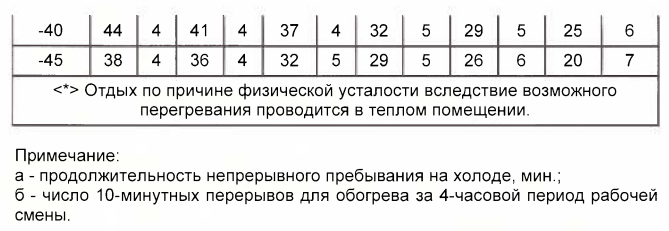 -40 44 4 41 4 37 4 32 5 29 5 25 6
-45 38 4 36 4 32 5 29 5 26 6 20 7
<*> Отдых по причине физической усталости вследствие возможного
перегревания проводится в теплом помещении.
Примечание:
а - продолжительность непрерывного пребывания на холоде, мин.;
б - число 10-минутных перерывов для обогрева за 4-часовой период рабочей
смены.